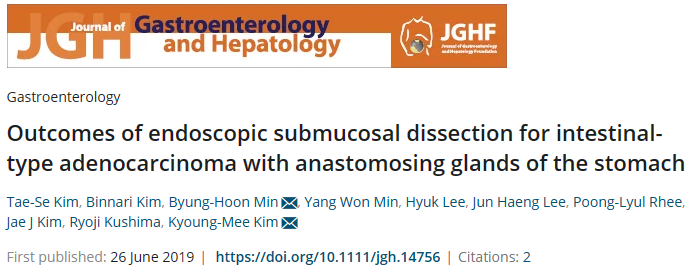 JGH Journal of Gastroenterology
and Hepatology
JGHF
Journal of Gastroenterology
and Hepatology Foundation
Gastroenterology
Outcomes of endoscopic submucosal dissection for intestinal-
type adenocarcinoma with anastomosing glands of the stomach
Tae-Se Kim, Binnari Kim, Byung-Hoon Min, Yang Won Min, Hyuk Lee, Jun Haeng Lee, Poong-Lyul Rhee,
Jae J Kim, Ryoji Kushima, Kyoung-Mee Kim
First published: 26 June 2019 | https://doi.org/10.1111/jgh.14756 | Citations: 2